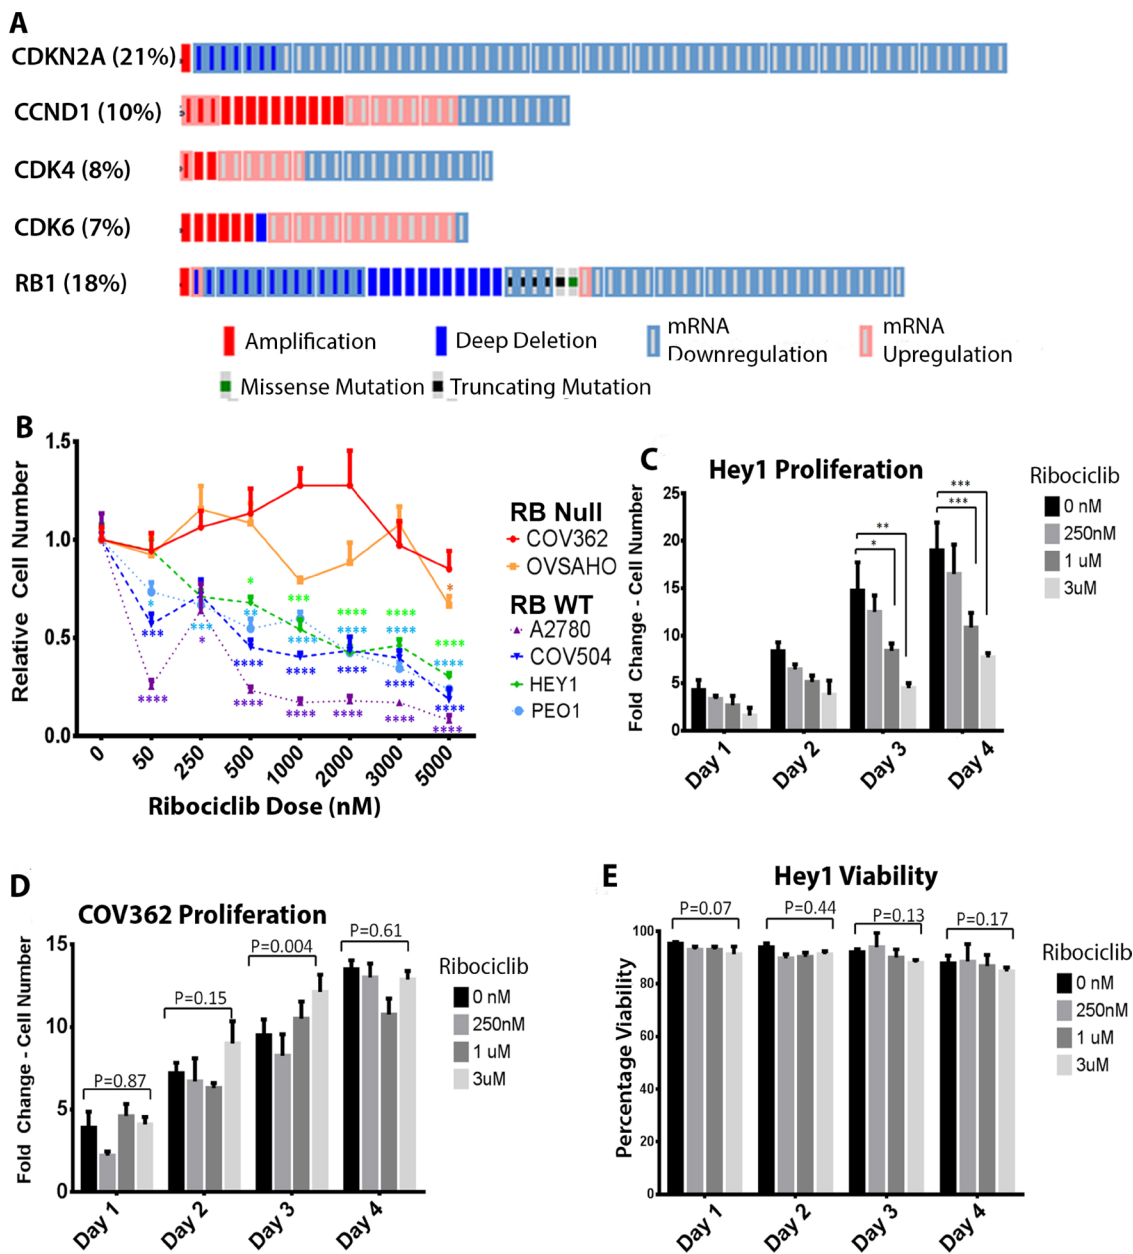 A
CDKN2A (21%)
CCND1 (10%)
CDK4 (8%)
CDK6 (7%)
RB1 (18%)
Amplification
Deep Deletion
mRNA
Downregulation
mRNA
Upregulation
Missense Mutation
Truncating Mutation
B
Relative Cell Number
1.5
1.0
0.5
0.0
0
50
250
500
1000
2000
3000
5000
Ribociclib Dose (nM)
*
***
****
***
*
*
**
****
***
****
****
****
****
****
****
****
****
****
****
****
*
****
****
****
****
RB Null
COV362
OVSAHO
RB WT
A2780
COV504
HEY1
PEO1
C
Hey1 Proliferation
Fold Change - Cell Number
25
20
15
10
5
0
**
*
***
***
Day 1
Day 2
Day 3
Day 4
Ribociclib
0 nM
250nM
1 uM
3uM
D
COV362 Proliferation
Fold Change - Cell Number
15
10
5
0
P=0.87
P=0.15
P=0.004
P=0.61
Day 1
Day 2
Day 3
Day 4
Ribociclib
0 nM
250nM
1 uM
3uM
E
Hey1 Viability
Percentage Viability
100
80
60
40
20
0
P=0.07
P=0.44
P=0.13
P=0.17
Day 1
Day 2
Day 3
Day 4
Ribociclib
0 nM
250nM
1 uM
3uM